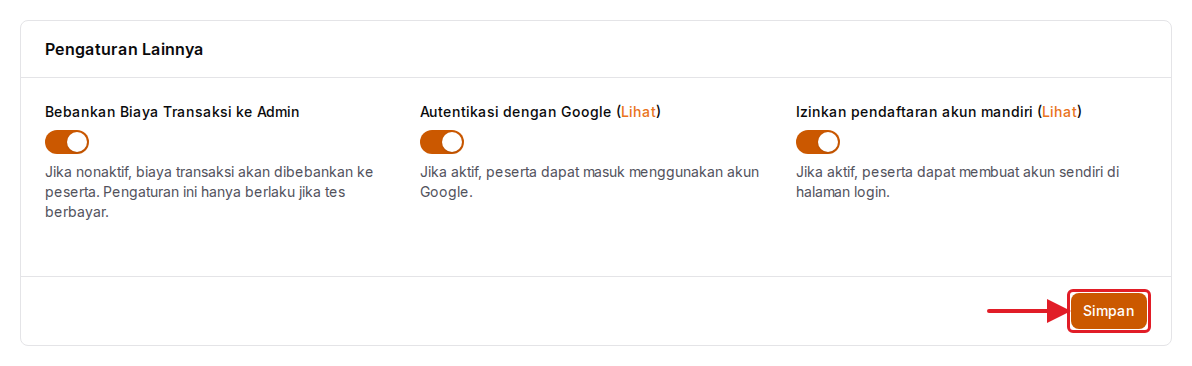 Pengaturan Lainnya
Bebankan Biaya Transaksi ke Admin
Jika nonaktif, biaya transaksi akan dibebankan ke
peserta. Pengaturan ini hanya berlaku jika tes
berbayar.
Autentikasi dengan Google (Lihat)
Jika aktif, peserta dapat masuk menggunakan akun
Google.
Izinkan pendaftaran akun mandiri (Lihat)
Jika aktif, peserta dapat membuat akun sendiri di
halaman login.
Simpan